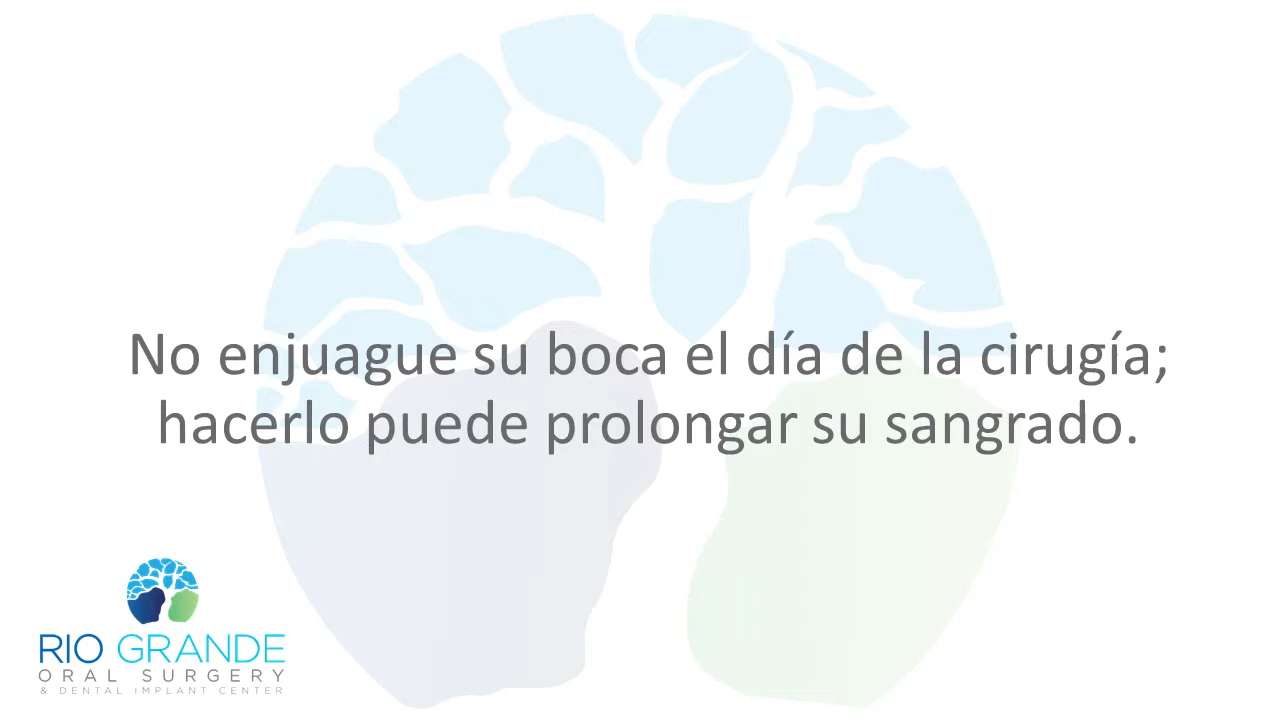 No enjuague su boca el día de la cirugía;
hacerlo puede prolongar su sangrado.
RIO GRANDE
ORAL SURGERY
& DENTAL IMPLANT CENTER